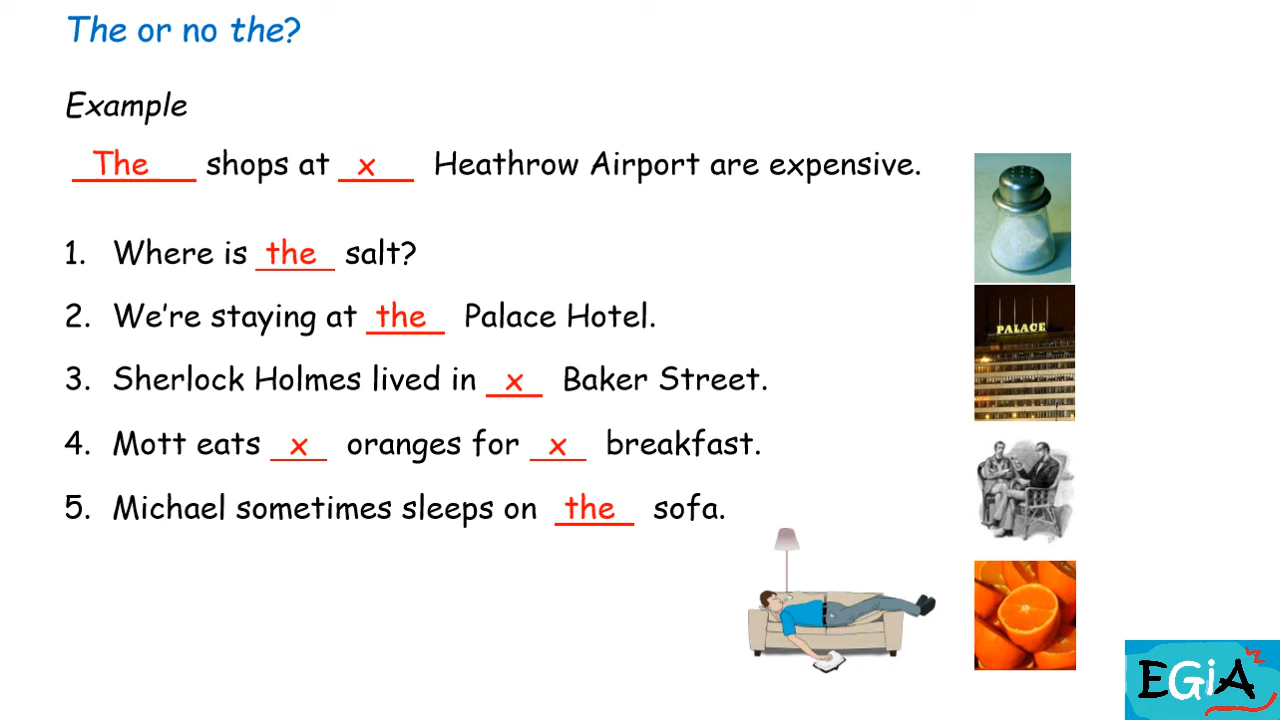 The or no the?
Example
The shops at x Heathrow Airport are expensive.
1. Where is the salt?
2. We're staying at the Palace Hotel.
3. Sherlock Holmes lived in x Baker Street.
4. Mott eats x oranges for x breakfast.
5. Michael sometimes sleeps on the sofa.
PALACE
EGiA